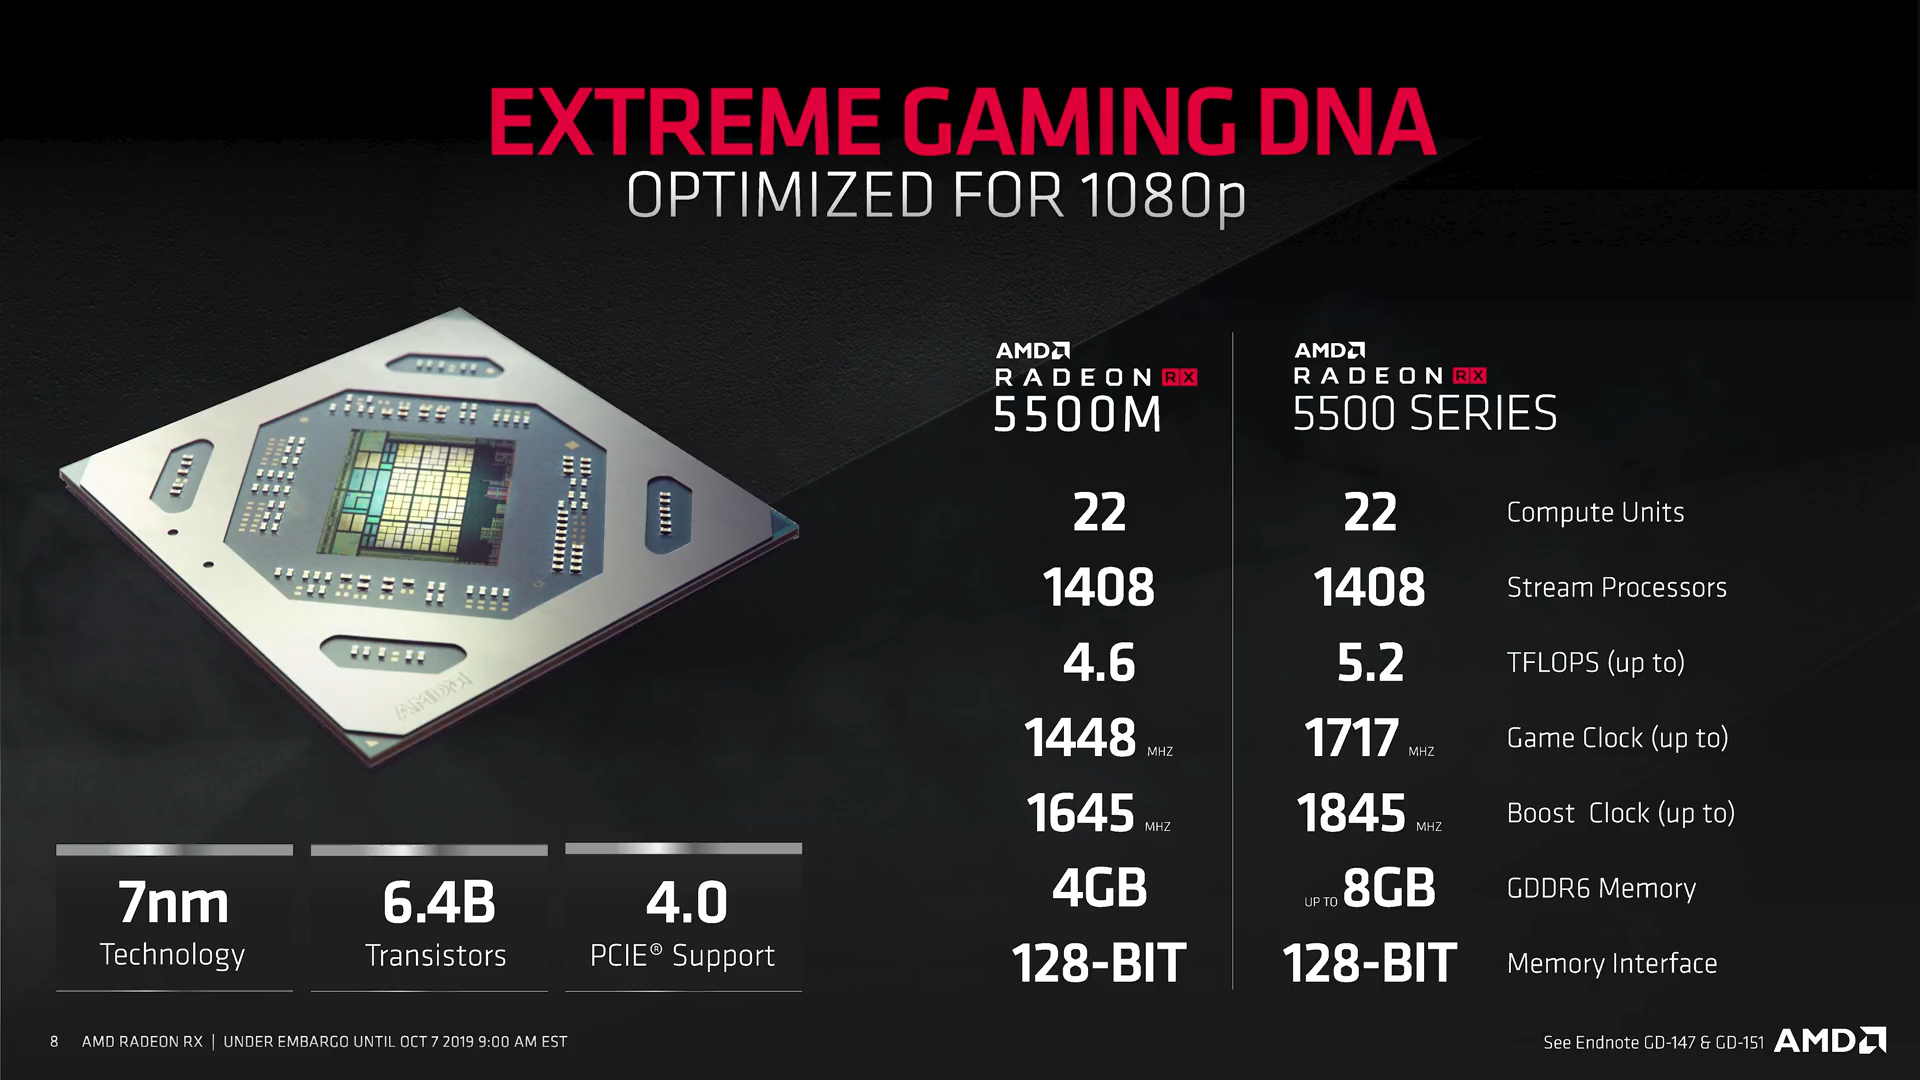 EXTREME GAMING DNA
OPTIMIZED FOR 1080p
AMD
RADEON RX
5500M
AMD
RADEON RX
5500 SERIES
22 22 Compute Units
1408 1408 Stream Processors
4.6 5.2 TFLOPS (up to)
1448 MHZ 1717 MHZ Game Clock (up to)
1645 MHZ 1845 MHZ Boost Clock (up to)
4GB UP TO 8GB GDDR6 Memory
128-BIT 128-BIT Memory Interface
AMD
7nm
Technology
6.4B
Transistors
4.0
PCIE® Support
8 AMD RADEON RX | UNDER EMBARGO UNTIL OCT 7 2019 9:00 AM EST
See Endnote GD-147 & GD-151 AMD